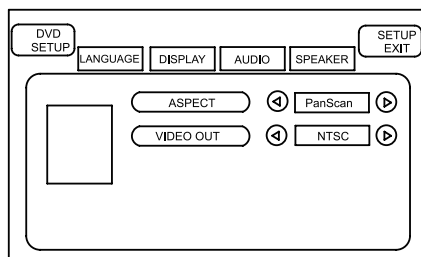 DVD
SETUP
SETUP
EXIT
LANGUAGE
DISPLAY
AUDIO
SPEAKER
ASPECT
PanScan
VIDEO OUT
NTSC